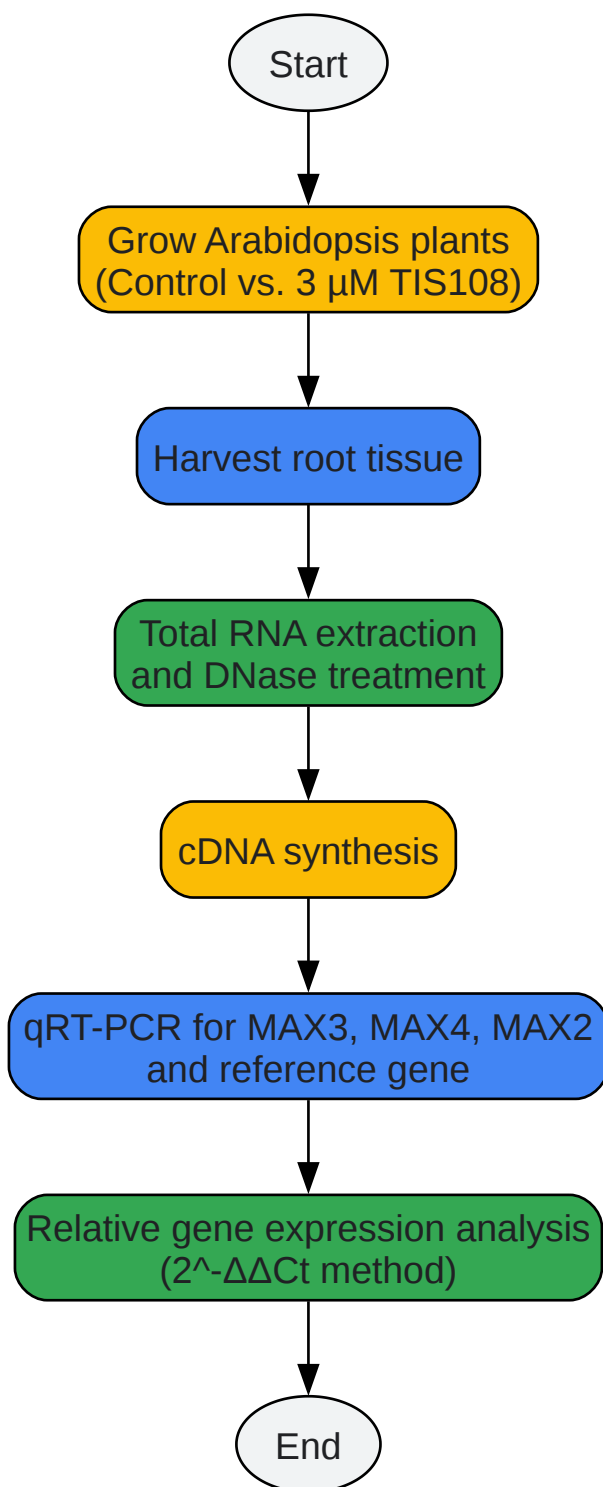 Start
Grow Arabidopsis plants
(Control vs. 3 µM TIS108)
Harvest root tissue
Total RNA extraction
and DNase treatment
cDNA synthesis
qRT-PCR for MAX3, MAX4, MAX2
and reference gene
Relative gene expression analysis
(2^-ΔΔCt method)
End